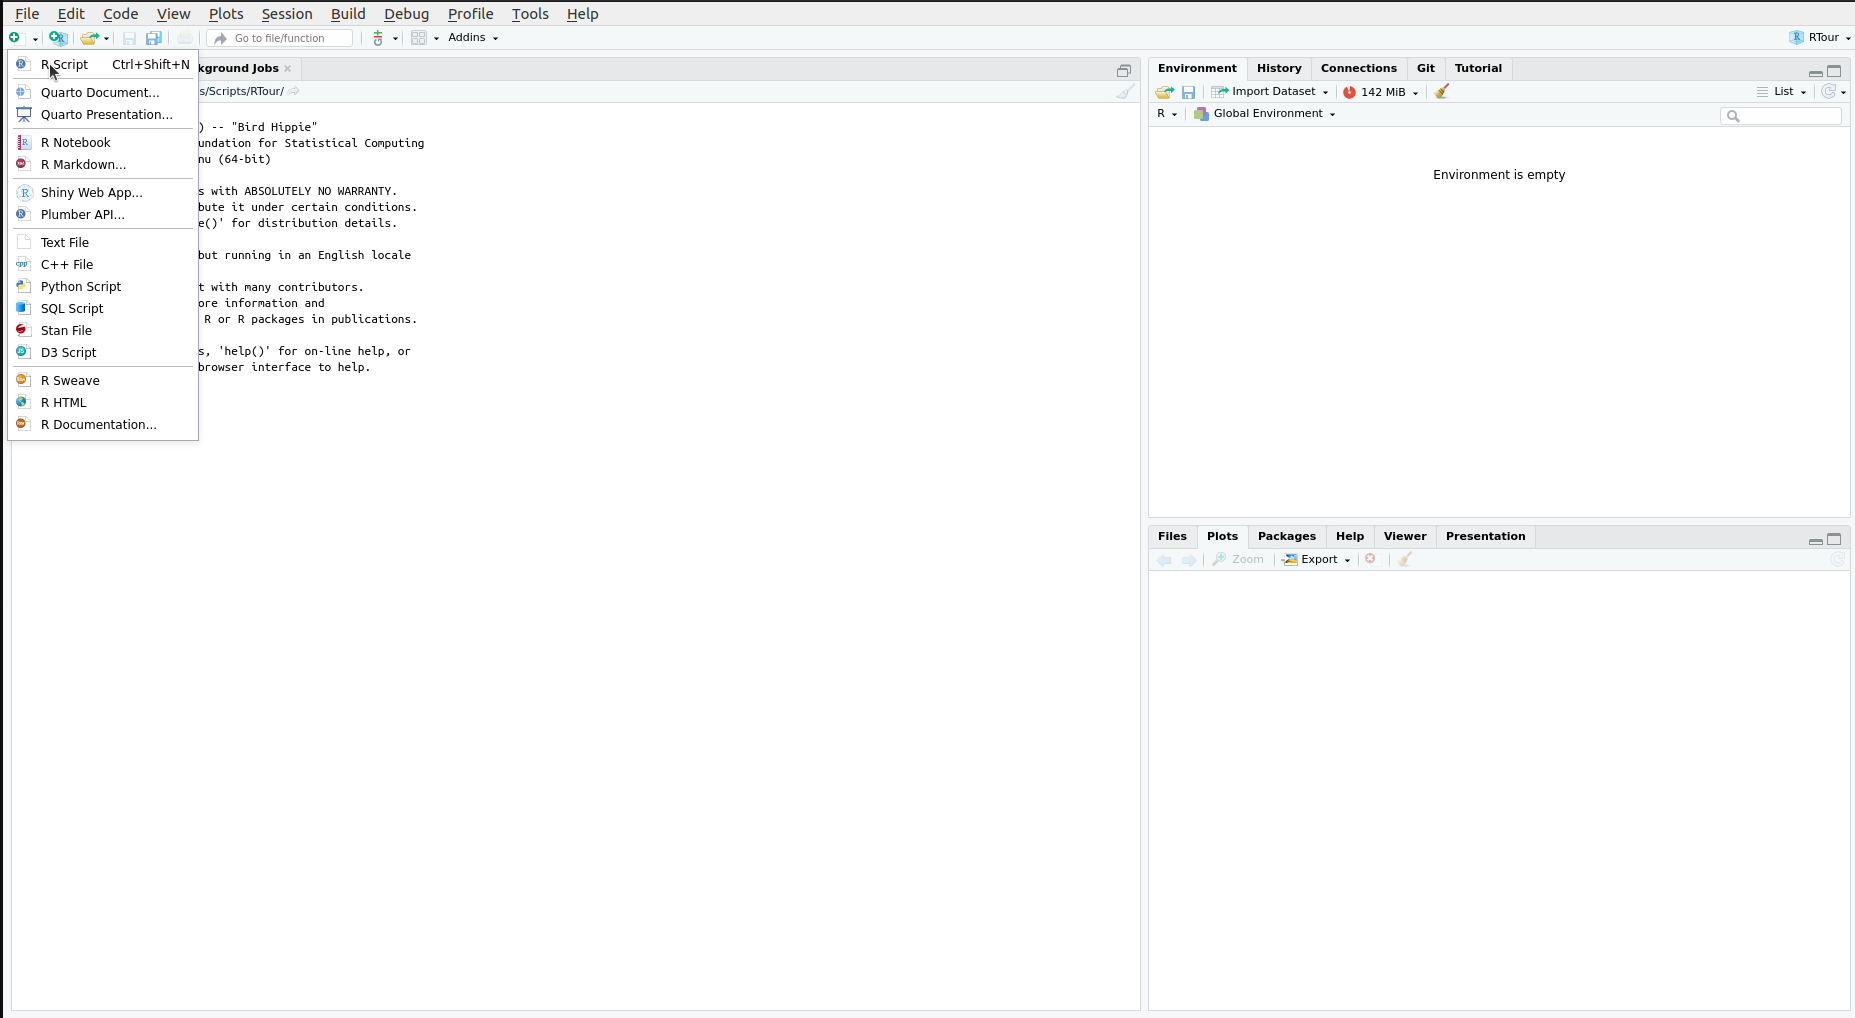 File Edit Code View Plots Session Build Debug Profile Tools Help
Go to file/function Addins RTour
R Script Ctrl+Shift+N
Quarto Document...
Quarto Presentation...
R Notebook
R Markdown...
Shiny Web App...
Plumber API...
Text File
C++ File
Python Script
SQL Script
Stan File
D3 Script
R Sweave
R HTML
R Documentation...
kground Jobs
s/Scripts/RTour/
) -- "Bird Hippie"
undation for Statistical Computing
nu (64-bit)
s with ABSOLUTELY NO WARRANTY.
bute it under certain conditions.
e()' for distribution details.
but running in an English locale
t with many contributors.
ore information and
R or R packages in publications.
s, 'help()' for on-line help, or
browser interface to help.
Environment History Connections Git Tutorial
Import Dataset 142 MiB List
R Global Environment
Environment is empty
Files Plots Packages Help Viewer Presentation
Zoom Export